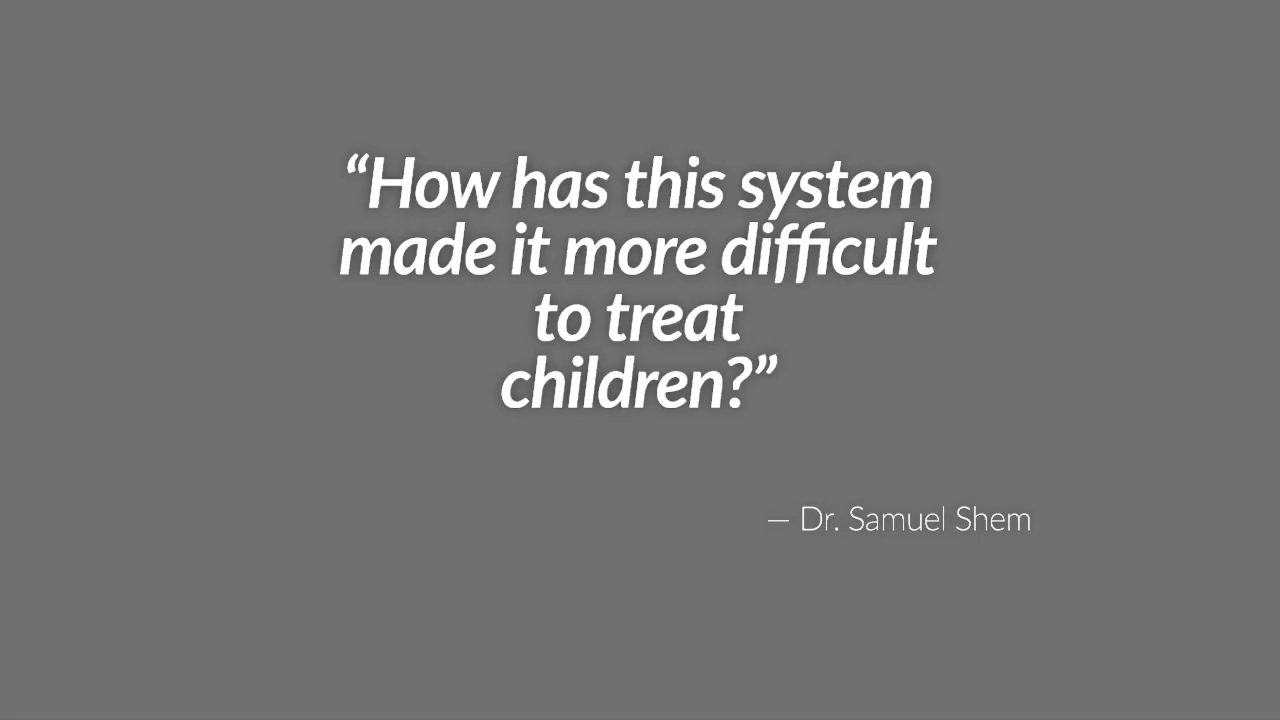 “How has this system
made it more difficult
to treat
children?”
— Dr. Samuel Shem